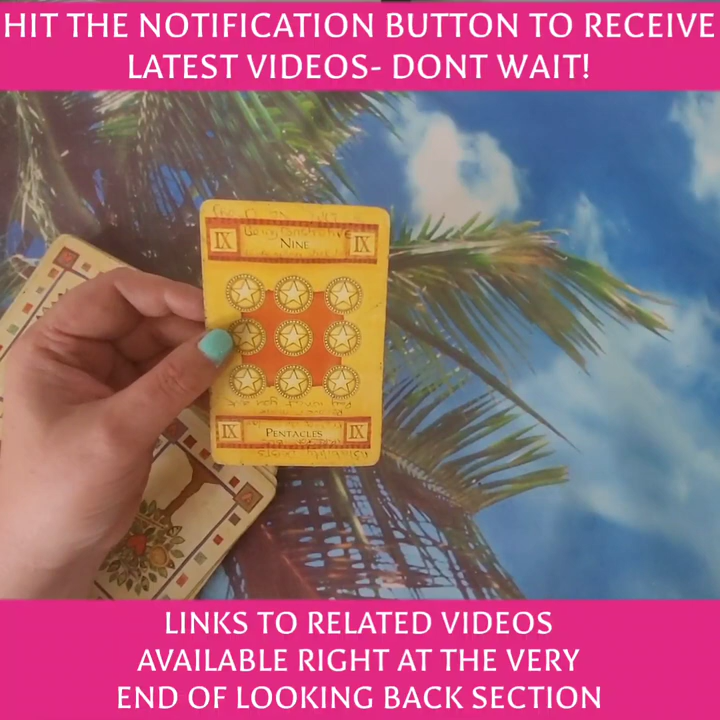 HIT THE NOTIFICATION BUTTON TO RECEIVE
LATEST VIDEOS- DONT WAIT!
IX NINE IX
IX PENTACLES IX
LINKS TO RELATED VIDEOS
AVAILABLE RIGHT AT THE VERY
END OF LOOKING BACK SECTION